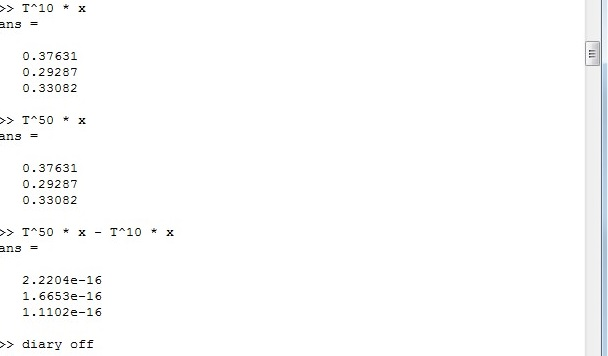 >> T^10 * x
ans =
0.37631
0.29287
0.33082
>> T^50 * x
ans =
0.37631
0.29287
0.33082
>> T^50 * x - T^10 * x
ans =
2.2204e-16
1.6653e-16
1.1102e-16
>> diary off